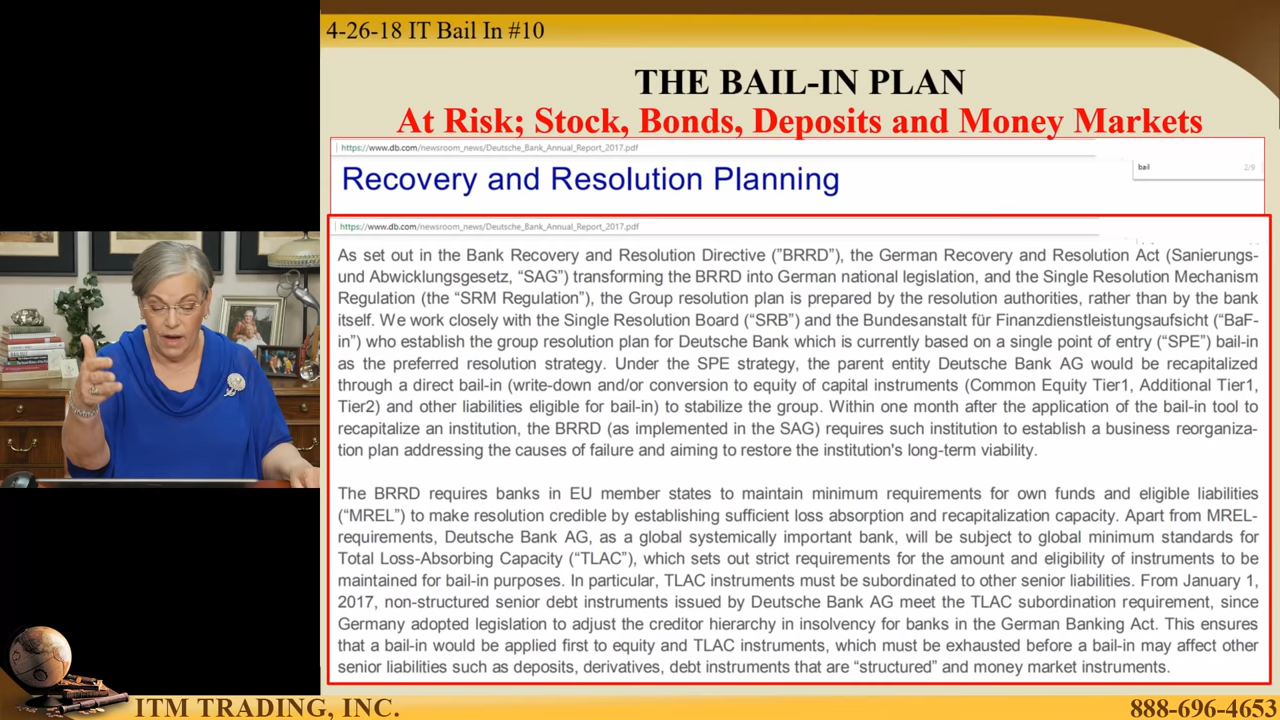 4-26-18 IT Bail In #10
THE BAIL-IN PLAN
At Risk; Stock, Bonds, Deposits and Money Markets
https://www.db.com/newsroom_news/Deutsche_Bank_Annual_Report_2017.pdf
bail 2/9
Recovery and Resolution Planning
https://www.db.com/newsroom_news/Deutsche_Bank_Annual_Report_2017.pdf
As set out in the Bank Recovery and Resolution Directive ("BRRD"), the German Recovery and Resolution Act (Sanierungs-
und Abwicklungsgesetz, “SAG”) transforming the BRRD into German national legislation, and the Single Resolution Mechanism
Regulation (the “SRM Regulation”), the Group resolution plan is prepared by the resolution authorities, rather than by the bank
itself. We work closely with the Single Resolution Board (“SRB”) and the Bundesanstalt für Finanzdienstleistungsaufsicht (“BaF-
in”) who establish the group resolution plan for Deutsche Bank which is currently based on a single point of entry (“SPE”) bail-in
as the preferred resolution strategy. Under the SPE strategy, the parent entity Deutsche Bank AG would be recapitalized
through a direct bail-in (write-down and/or conversion to equity of capital instruments (Common Equity Tier1, Additional Tier1,
Tier2) and other liabilities eligible for bail-in) to stabilize the group. Within one month after the application of the bail-in tool to
recapitalize an institution, the BRRD (as implemented in the SAG) requires such institution to establish a business reorganiza-
tion plan addressing the causes of failure and aiming to restore the institution's long-term viability.
The BRRD requires banks in EU member states to maintain minimum requirements for own funds and eligible liabilities
(“MREL”) to make resolution credible by establishing sufficient loss absorption and recapitalization capacity. Apart from MREL-
requirements, Deutsche Bank AG, as a global systemically important bank, will be subject to global minimum standards for
Total Loss-Absorbing Capacity (“TLAC”), which sets out strict requirements for the amount and eligibility of instruments to be
maintained for bail-in purposes. In particular, TLAC instruments must be subordinated to other senior liabilities. From January 1,
2017, non-structured senior debt instruments issued by Deutsche Bank AG meet the TLAC subordination requirement, since
Germany adopted legislation to adjust the creditor hierarchy in insolvency for banks in the German Banking Act. This ensures
that a bail-in would be applied first to equity and TLAC instruments, which must be exhausted before a bail-in may affect other
senior liabilities such as deposits, derivatives, debt instruments that are “structured” and money market instruments.
ITM TRADING, INC.
888-696-4653